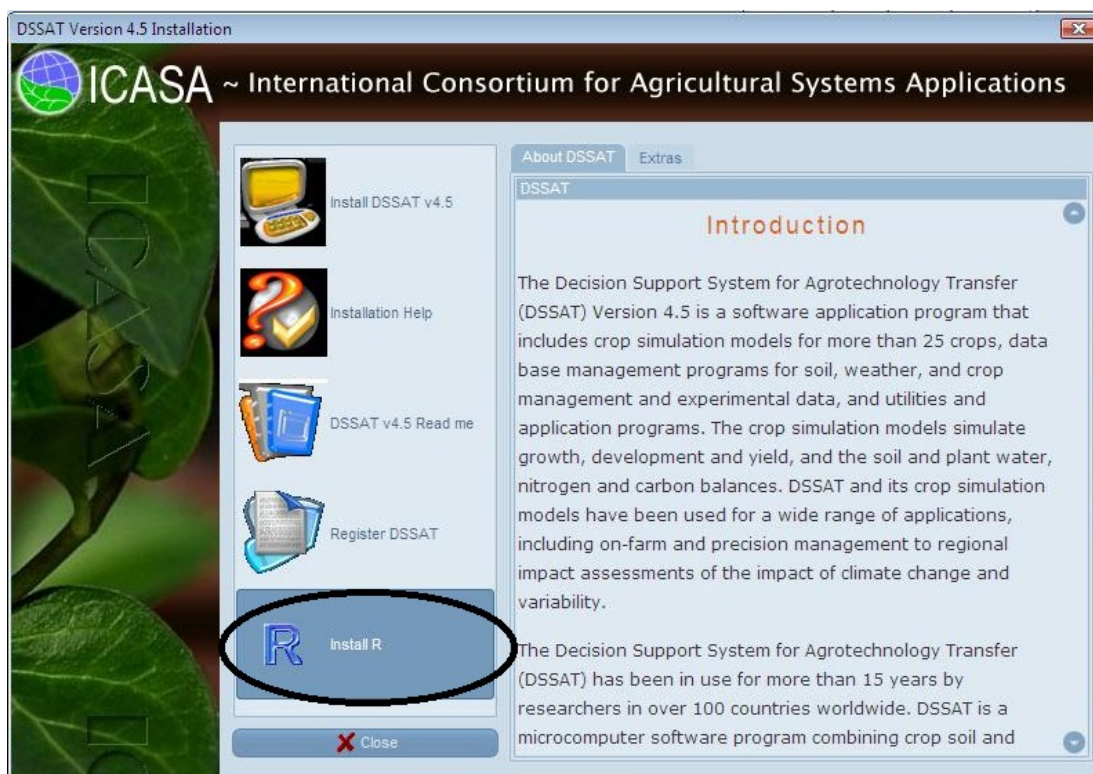 DSSAT Version 4.5 Installation
ICASA ~ International Consortium for Agricultural Systems Applications
ICASA
Install DSSAT v4.5
Installation Help
DSSAT v4.5 Read me
Register DSSAT
R Install R
Close
About DSSAT Extras
DSSAT
Introduction
The Decision Support System for Agrotechnology Transfer
(DSSAT) Version 4.5 is a software application program that
includes crop simulation models for more than 25 crops, data
base management programs for soil, weather, and crop
management and experimental data, and utilities and
application programs. The crop simulation models simulate
growth, development and yield, and the soil and plant water,
nitrogen and carbon balances. DSSAT and its crop simulation
models have been used for a wide range of applications,
including on-farm and precision management to regional
impact assessments of the impact of climate change and
variability.
The Decision Support System for Agrotechnology Transfer
(DSSAT) has been in use for more than 15 years by
researchers in over 100 countries worldwide. DSSAT is a
microcomputer software program combining crop soil and